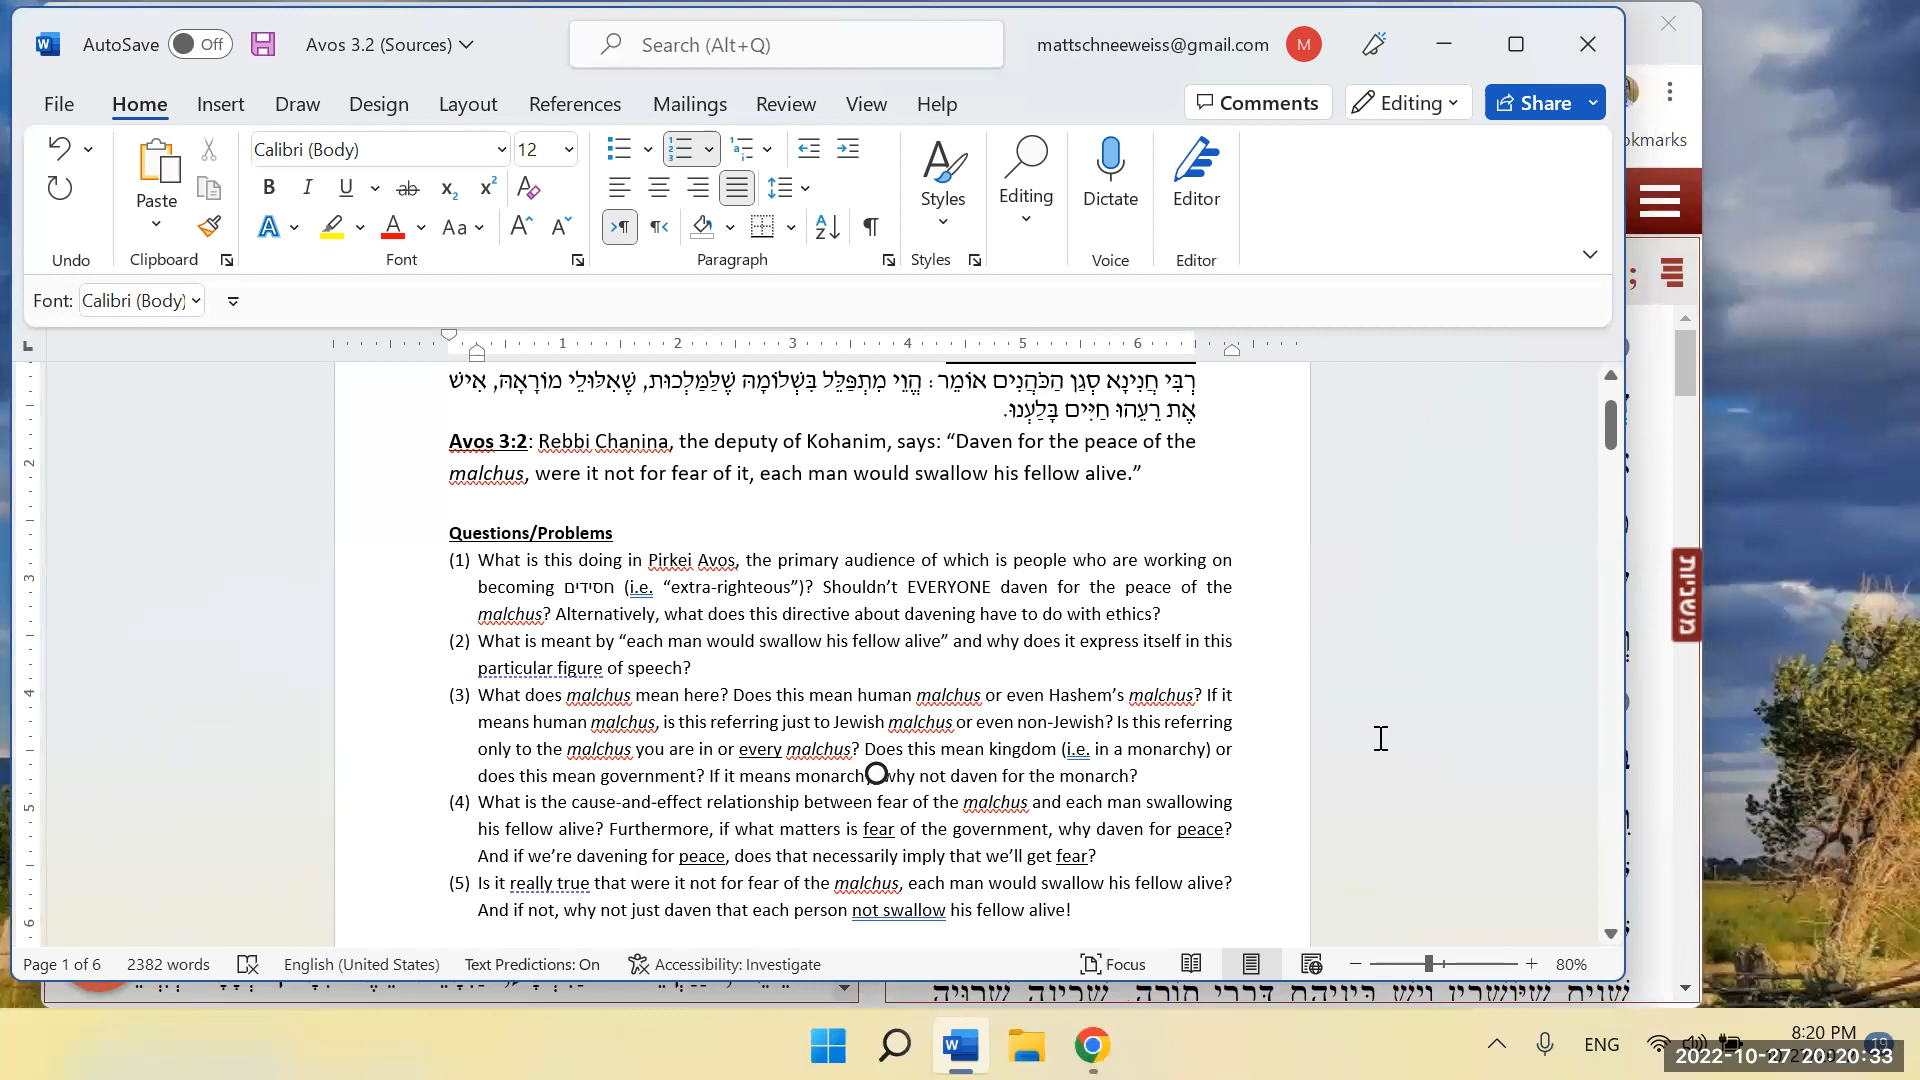 AutoSave Off Avos 3.2 (Sources) Search (Alt+Q) mattschneeweiss@gmail.com M
File Home Insert Draw Design Layout References Mailings Review View Help Comments Editing Share
Calibri (Body) 12
Paste Styles Editing Dictate Editor
Undo Clipboard Font Paragraph Styles Voice Editor
Font: Calibri (Body)
1 2 3 4 5 6
רְבִּי חֲנִינָא סְגַן הַכֹּהֲנִים אוֹמֵר: הֱוֵי מִתְפַּלֵּל בִּשְׁלוֹמָהּ שֶׁלַּמַּלְכוּת, שֶׁאִלּוּלֵי מוֹרָאָהּ, אִישׁ
אֶת רֵעֵהוּ חַיִּים בָּלַעְנוּ.
Avos 3:2: Rebbi Chanina, the deputy of Kohanim, says: “Daven for the peace of the
malchus, were it not for fear of it, each man would swallow his fellow alive.”
Questions/Problems
(1) What is this doing in Pirkei Avos, the primary audience of which is people who are working on
becoming חסידים (i.e. “extra-righteous”)? Shouldn’t EVERYONE daven for the peace of the
malchus? Alternatively, what does this directive about davening have to do with ethics?
(2) What is meant by “each man would swallow his fellow alive” and why does it express itself in this
particular figure of speech?
(3) What does malchus mean here? Does this mean human malchus or even Hashem’s malchus? If it
means human malchus, is this referring just to Jewish malchus or even non-Jewish? Is this referring
only to the malchus you are in or every malchus? Does this mean kingdom (i.e. in a monarchy) or
does this mean government? If it means monarch, why not daven for the monarch?
(4) What is the cause-and-effect relationship between fear of the malchus and each man swallowing
his fellow alive? Furthermore, if what matters is fear of the government, why daven for peace?
And if we’re davening for peace, does that necessarily imply that we’ll get fear?
(5) Is it really true that were it not for fear of the malchus, each man would swallow his fellow alive?
And if not, why not just daven that each person not swallow his fellow alive!
Page 1 of 6 2382 words English (United States) Text Predictions: On Accessibility: Investigate Focus 80%
משניות
ENG 8:20 PM
2022-10-27 20:20:33